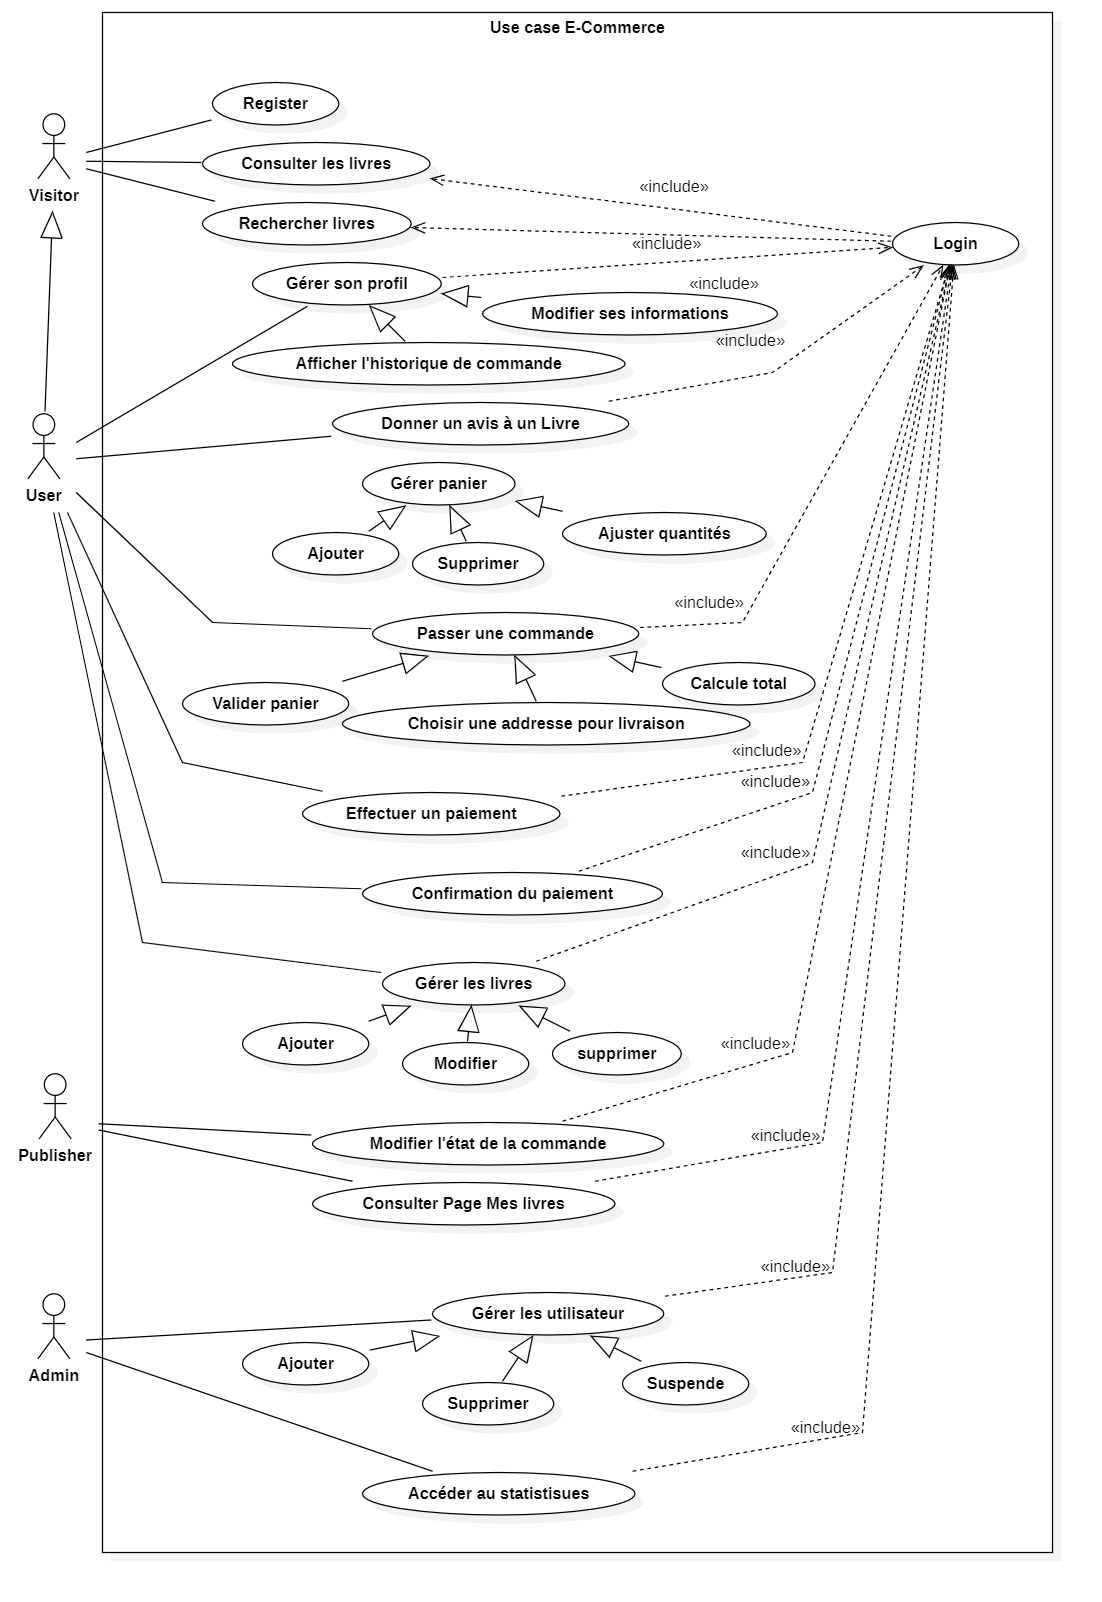 Use case E-Commerce
Register
Visitor
Consulter les livres
«include»
Rechercher livres
«include»
Login
Gérer son profil
«include»
Modifier ses informations
«include»
Afficher l'historique de commande
Donner un avis à un Livre
User
Gérer panier
Ajouter
Supprimer
Ajuster quantités
«include»
Passer une commande
Calcule total
Valider panier
Choisir une addresse pour livraison
«include»
«include»
Effectuer un paiement
«include»
Confirmation du paiement
Gérer les livres
Ajouter
Modifier
supprimer
«include»
Publisher
Modifier l'état de la commande
«include»
Consulter Page Mes livres
«include»
Gérer les utilisateur
Admin
Ajouter
Supprimer
Suspende
«include»
Accéder au statistisues